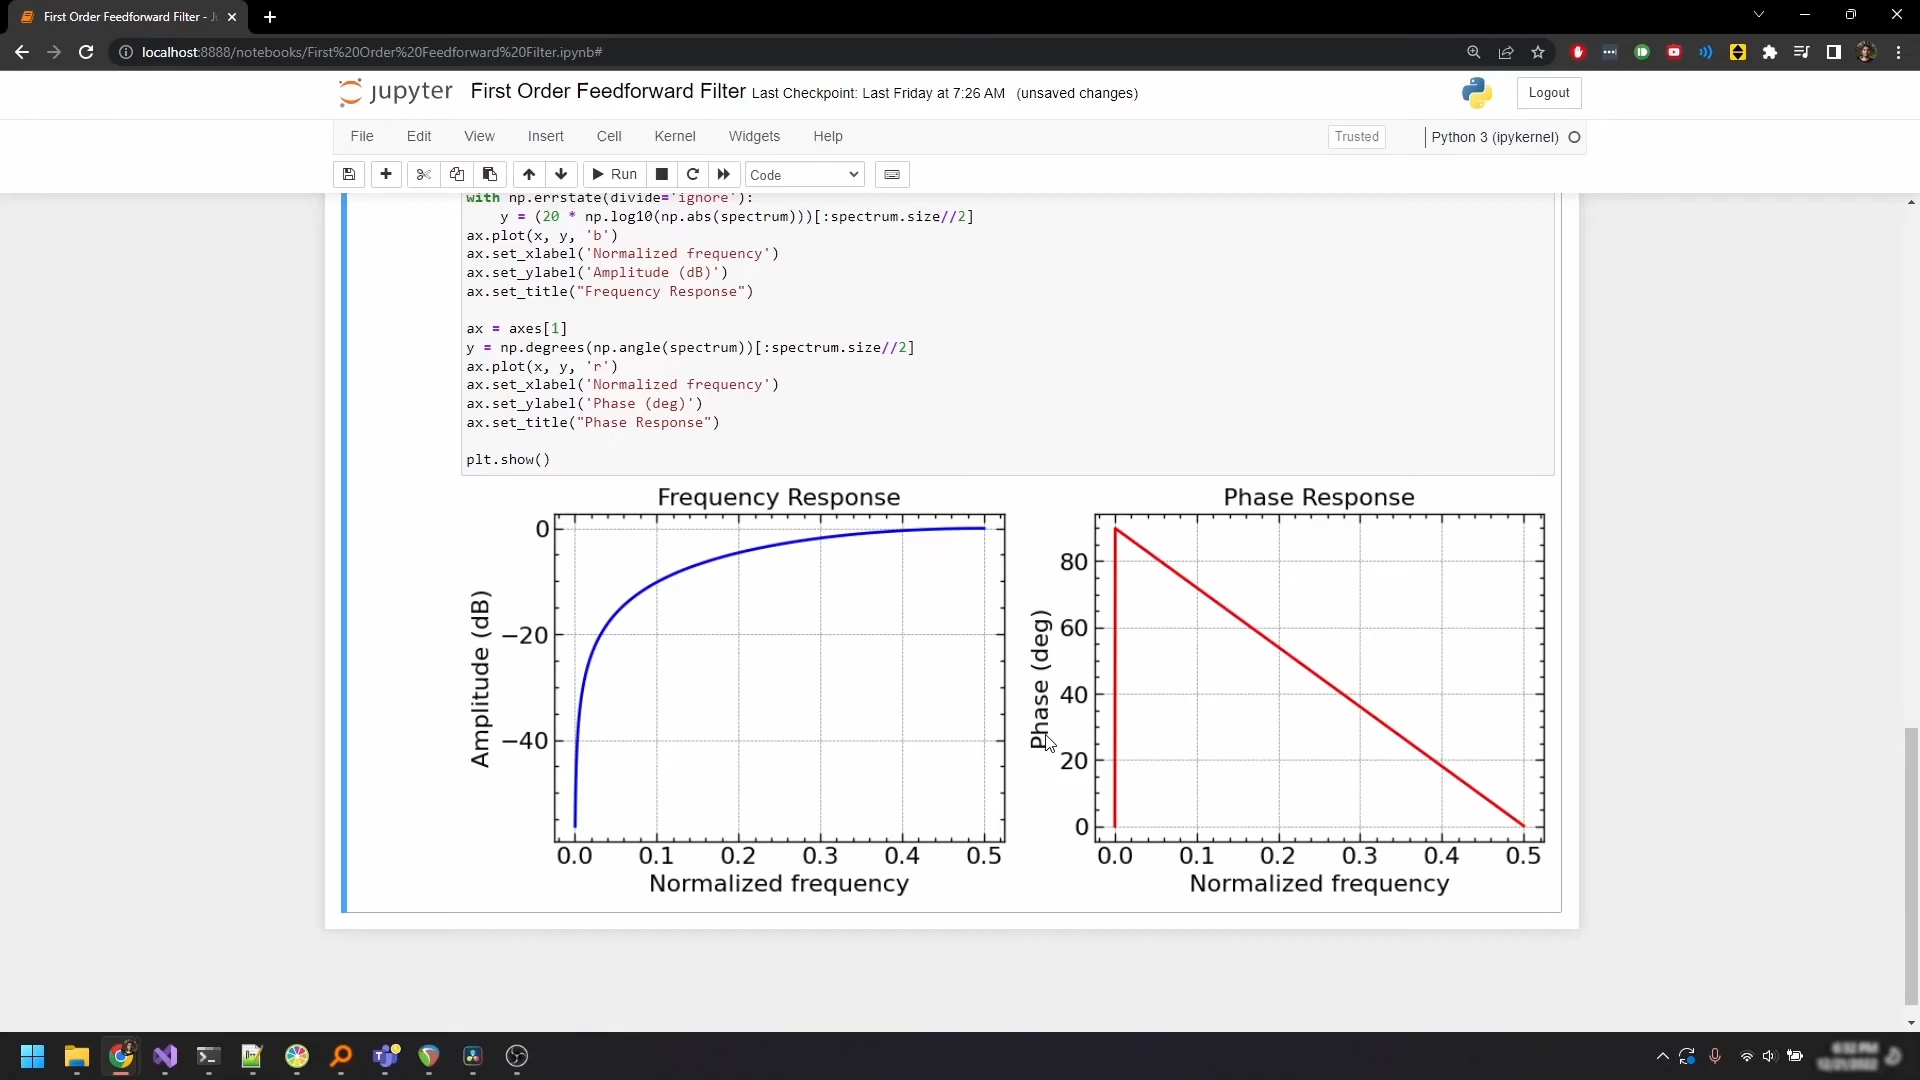 First Order Feedforward Filter - J
localhost:8888/notebooks/First%20Order%20Feedforward%20Filter.ipynb#
jupyter First Order Feedforward Filter Last Checkpoint: Last Friday at 7:26 AM (unsaved changes)
Logout
File Edit View Insert Cell Kernel Widgets Help
Trusted
Python 3 (ipykernel)
Run
Code
with np.errstate(divide='ignore'):
y = (20 * np.log10(np.abs(spectrum)))[:spectrum.size//2]
ax.plot(x, y, 'b')
ax.set_xlabel('Normalized frequency')
ax.set_ylabel('Amplitude (dB)')
ax.set_title("Frequency Response")
ax = axes[1]
y = np.degrees(np.angle(spectrum))[:spectrum.size//2]
ax.plot(x, y, 'r')
ax.set_xlabel('Normalized frequency')
ax.set_ylabel('Phase (deg)')
ax.set_title("Phase Response")
plt.show()
Frequency Response
0
−20
−40
Amplitude (dB)
0.0 0.1 0.2 0.3 0.4 0.5
Normalized frequency
Phase Response
80
60
40
20
0
Phase (deg)
0.0 0.1 0.2 0.3 0.4 0.5
Normalized frequency